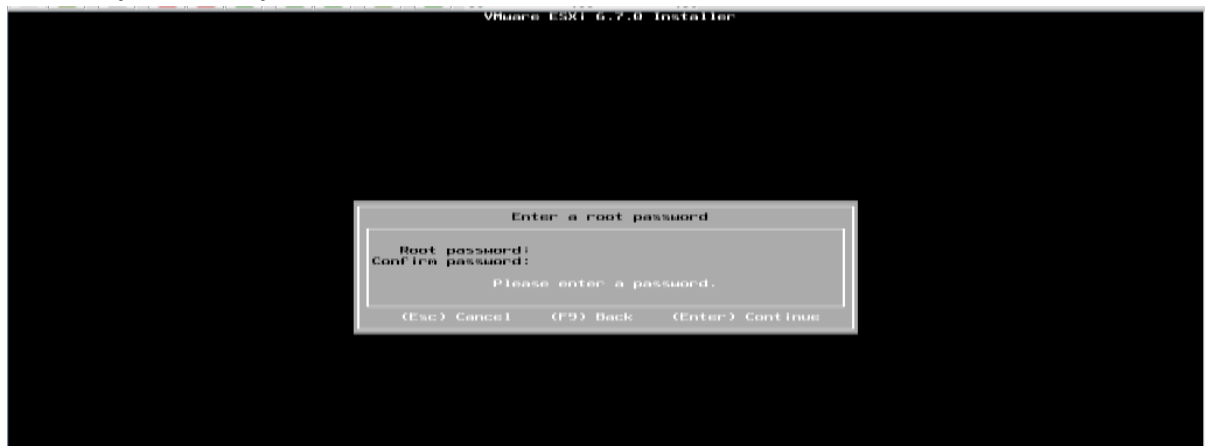 VMware ESXi 6.7.0 Installer
Enter a root password
Root password:
Confirm password:
Please enter a password.
(Esc) Cancel (F9) Back (Enter) Continue